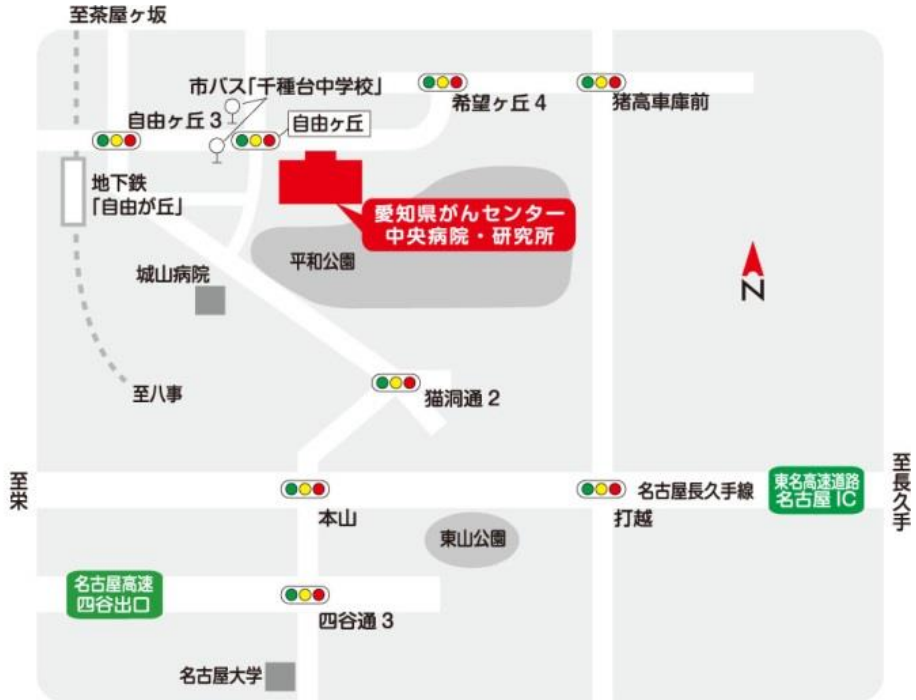 至茶屋ヶ坂
市バス「千種台中学校」
希望ヶ丘4
猪高車庫前
自由ヶ丘3
自由ヶ丘
地下鉄
「自由が丘」
愛知県がんセンター
中央病院・研究所
平和公園
城山病院
N
至八事
猫洞通2
至栄
本山
打越
名古屋長久手線
東名高速道路
名古屋IC
至長久手
東山公園
名古屋高速
四谷出口
四谷通3
名古屋大学